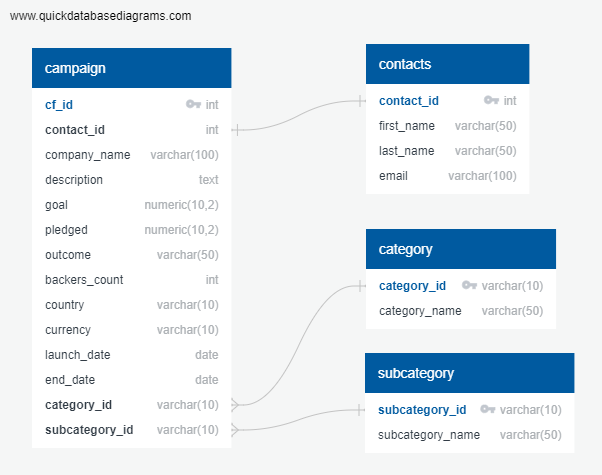 www.quickdatabasediagrams.com
campaign
cf_id int
contact_id int
company_name varchar(100)
description text
goal numeric(10,2)
pledged numeric(10,2)
outcome varchar(50)
backers_count int
country varchar(10)
currency varchar(10)
launch_date date
end_date date
category_id varchar(10)
subcategory_id varchar(10)
contacts
contact_id int
first_name varchar(50)
last_name varchar(50)
email varchar(100)
category
category_id varchar(10)
category_name varchar(50)
subcategory
subcategory_id varchar(10)
subcategory_name varchar(50)